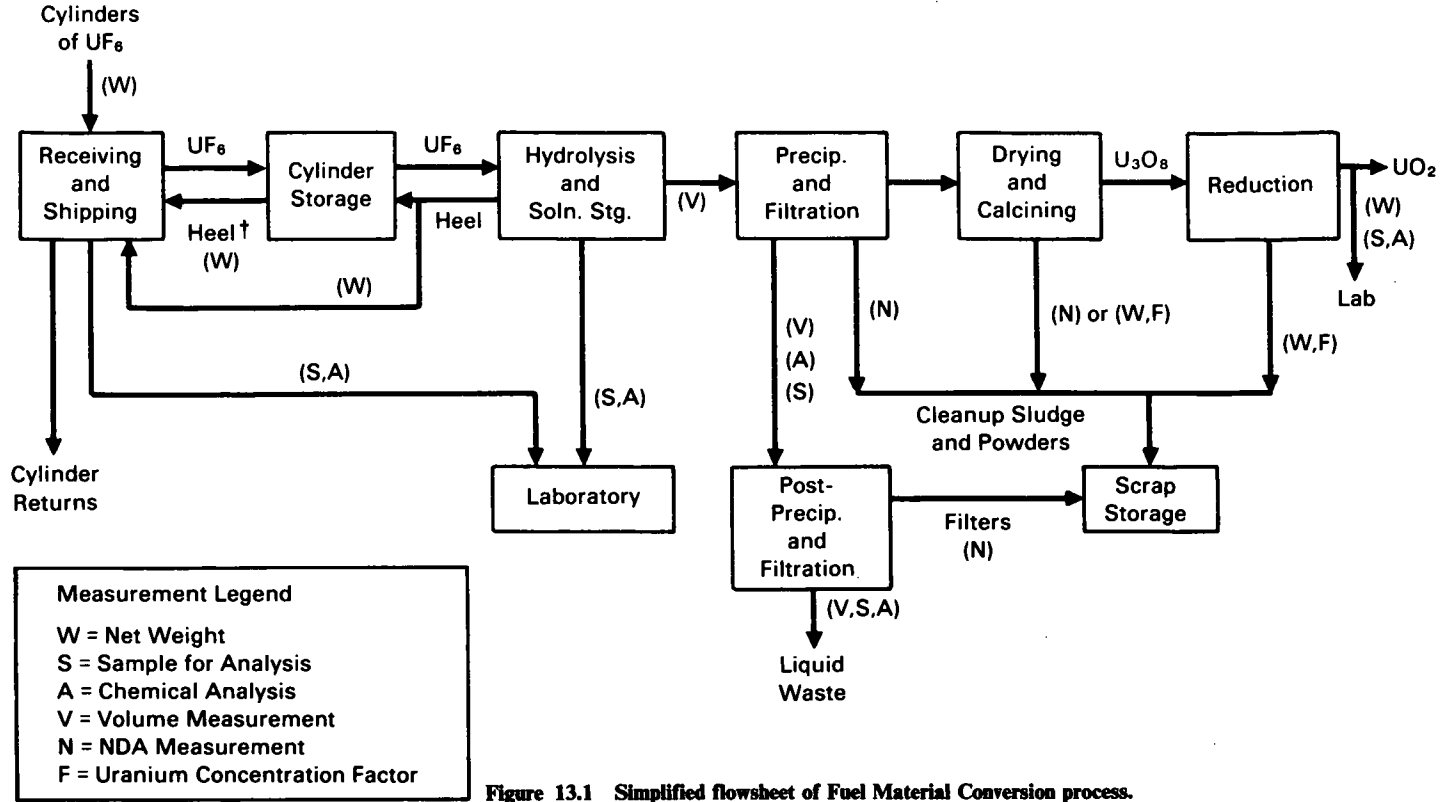 Cylinders
of UF₆
(W)
Receiving
and
Shipping
UF₆
Heel †
(W)
Cylinder
Storage
UF₆
Heel
(W)
Hydrolysis
and
Soln. Stg.
(V)
Precip.
and
Filtration
Drying
and
Calcining
U₃O₈
Reduction
UO₂
(W)
(S,A)
Lab
(S,A)
(S,A)
(V)
(A)
(S)
(N)
(N) or (W,F)
(W,F)
Cleanup Sludge
and Powders
Cylinder
Returns
Laboratory
Post-
Precip.
and
Filtration
Filters
(N)
Scrap
Storage
(V,S,A)
Liquid
Waste
Measurement Legend
W = Net Weight
S = Sample for Analysis
A = Chemical Analysis
V = Volume Measurement
N = NDA Measurement
F = Uranium Concentration Factor
Figure 13.1 Simplified flowsheet of Fuel Material Conversion process.